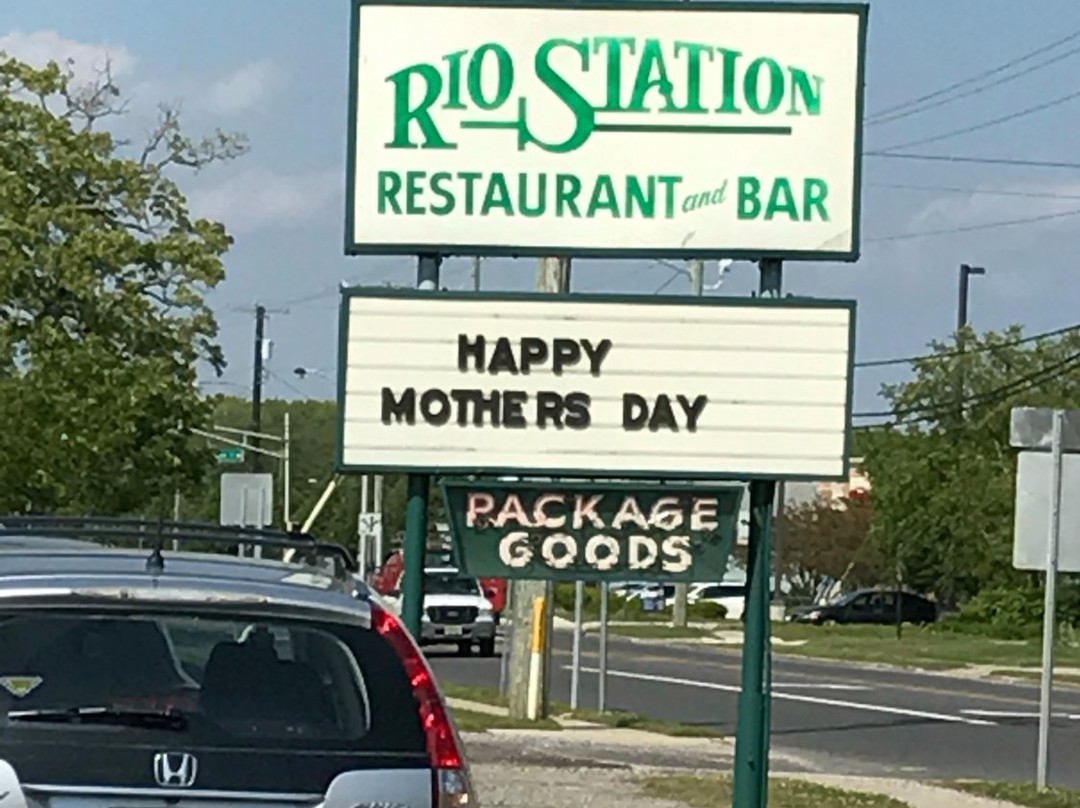 RIO STATION
RESTAURANT and BAR
HAPPY
MOTHERS DAY
PACKAGE
GOODS